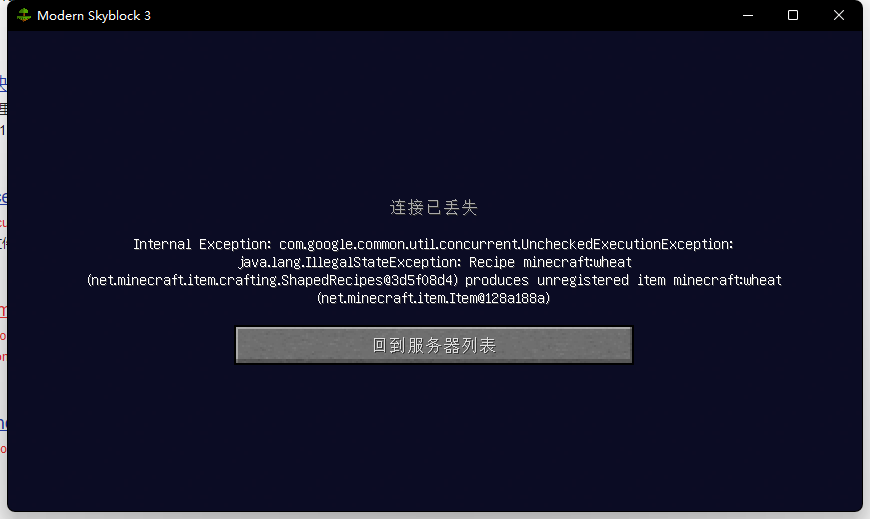 Modern Skyblock 3
连接已丢失
Internal Exception: com.google.common.util.concurrent.UncheckedExecutionException:
java.lang.IllegalStateException: Recipe minecraft:wheat
(net.minecraft.item.crafting.ShapedRecipes@3d5f08d4) produces unregistered item minecraft:wheat
(net.minecraft.item.Item@128a188a)
回到服务器列表